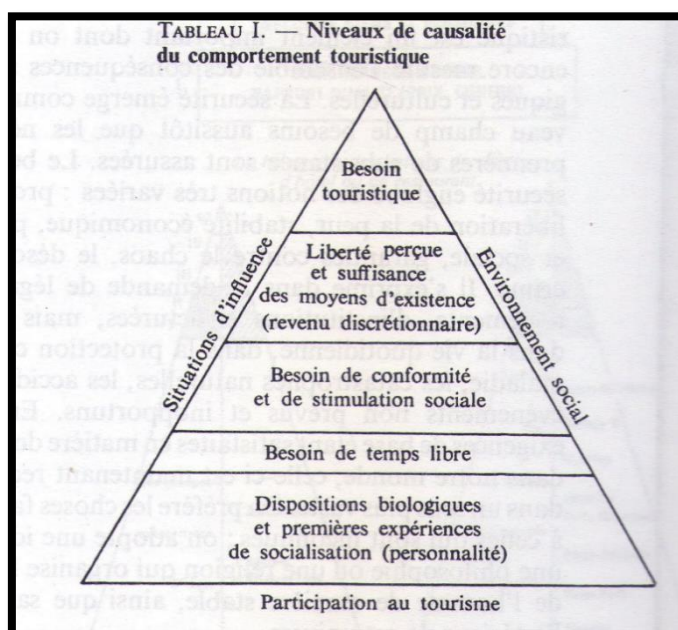 TABLEAU I. — Niveaux de causalité
du comportement touristique
Besoin
touristique
Liberté perçue
et suffisance
des moyens d'existence
(revenu discrétionnaire)
Situations d'influence
Environnement social
Besoin de conformité
et de stimulation sociale
Besoin de temps libre
Dispositions biologiques
et premières expériences
de socialisation (personnalité)
Participation au tourisme